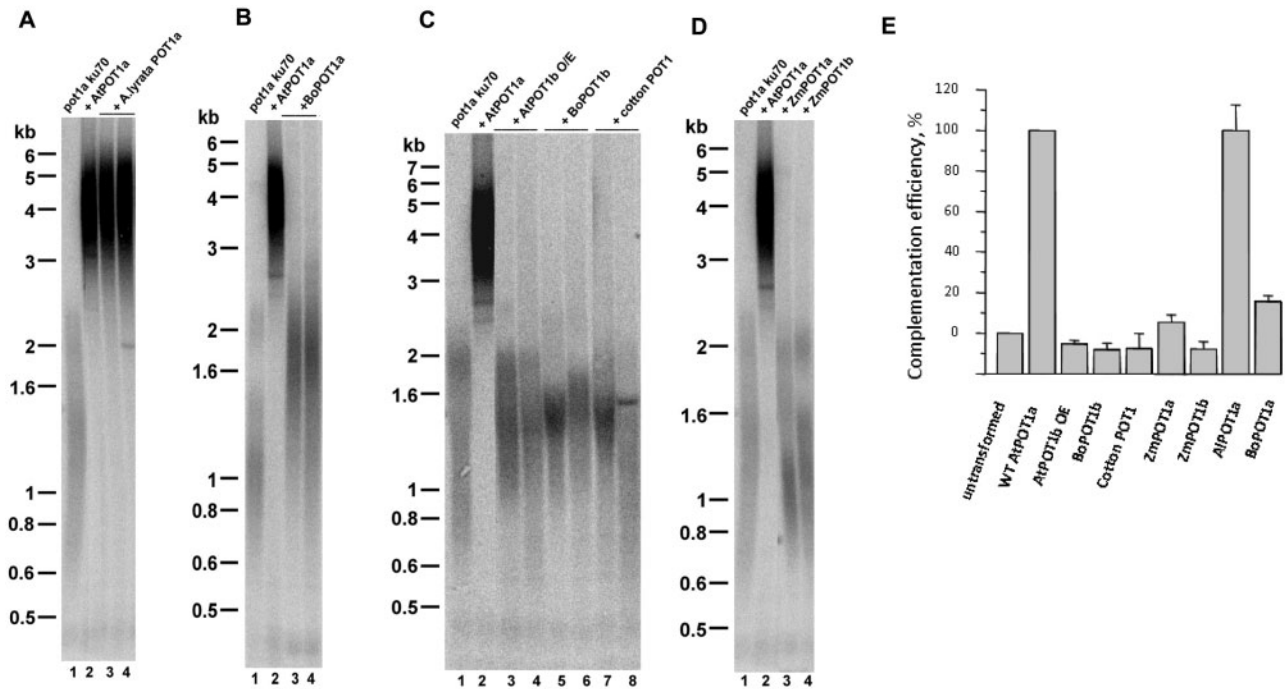 A
pot1a ku70
+ AtPOT1a
+ A.lyrata POT1a
kb
6
5
4
3
2
1.6
1
0.8
0.6
0.5
1 2 3 4
B
pot1a ku70
+ AtPOT1a
+BoPOT1a
kb
6
5
4
3
2
1.6
1
0.8
0.6
0.5
1 2 3 4
C
pot1a ku70
+ AtPOT1a
+ AtPOT1b O/E
+ BoPOT1b
+ cotton POT1
kb
7
6
5
4
3
2
1.6
1
0.8
0.6
0.5
1 2 3 4 5 6 7 8
D
pot1a ku70
+ AtPOT1a
+ ZmPOT1a
+ ZmPOT1b
kb
6
5
4
3
2
1.6
1
0.8
0.6
0.5
1 2 3 4
E
Complementation efficiency, %
120
100
80
60
40
20
0
untransformed
WT AtPOT1a
AtPOT1b OE
BoPOT1b
Cotton POT1
ZmPOT1a
ZmPOT1b
AlPOT1a
BoPOT1a